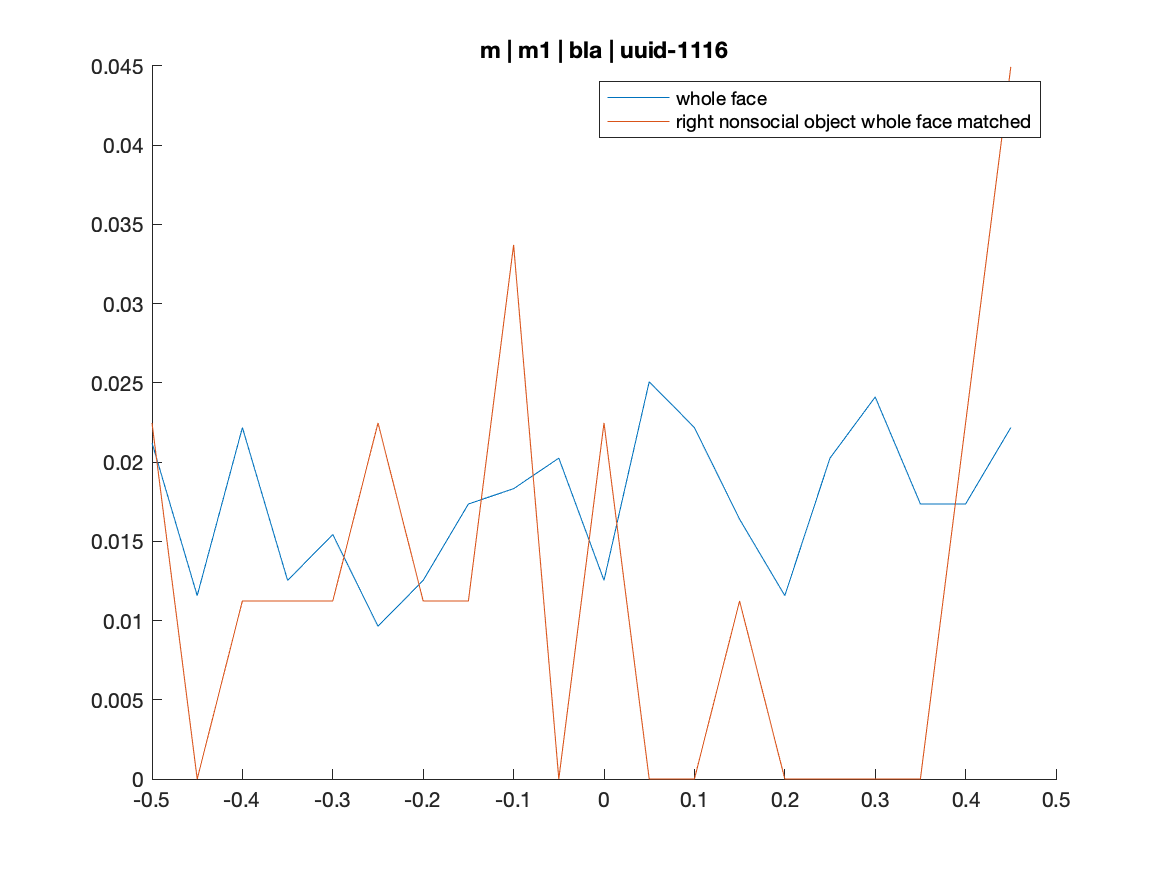 m | m1 | bla | uuid-1116
0.045
whole face
right nonsocial object whole face matched
0.04
0.035
0.03
0.025
0.02
0.015
0.01
0.005
0
-0.5 -0.4 -0.3 -0.2 -0.1 0 0.1 0.2 0.3 0.4 0.5